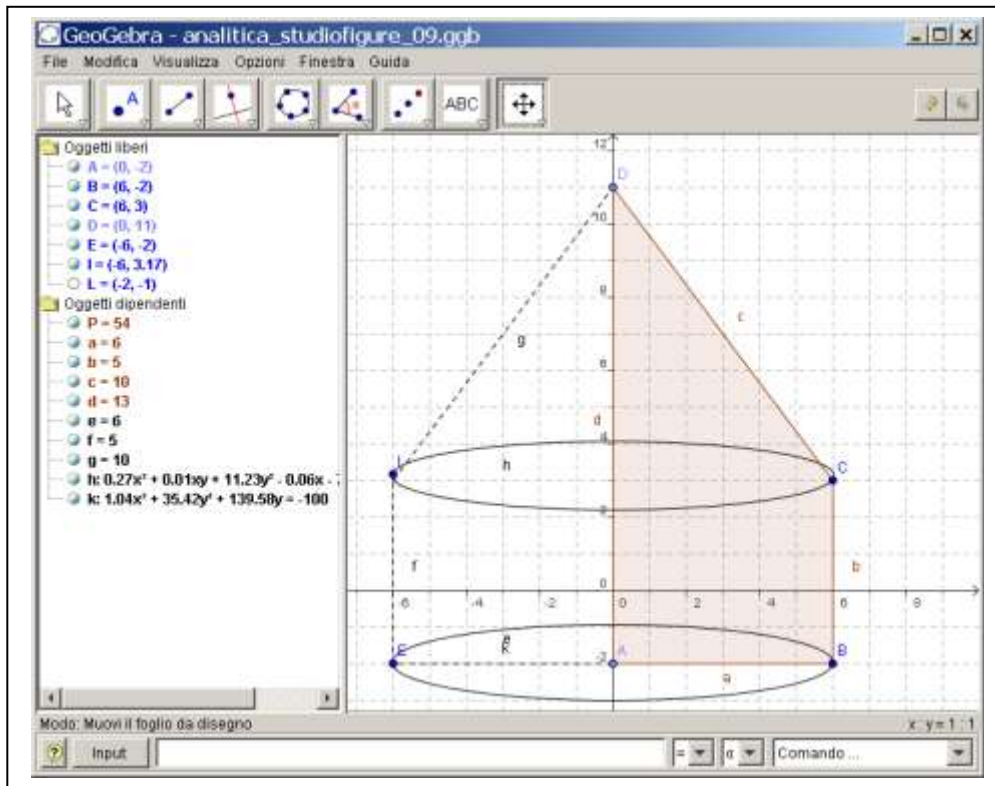 GeoGebra - analitica_studiofigure_09.ggb
File Modifica Visualizza Opzioni Finestra Guida
A
ABC
Oggetti liberi
A = (0, -2)
B = (6, -2)
C = (6, 3)
D = (0, 11)
E = (-6, -2)
I = (-6, 3.17)
L = (-2, -1)
Oggetti dipendenti
P = 54
a = 6
b = 5
c = 10
d = 13
e = 6
f = 5
g = 10
h: 0.27x² + 0.01xy + 11.23y² - 0.06x -
k: 1.04x² + 35.42y² + 139.58y = -100
12
D
10
8
c
g
6
d
4
I
h
C
2
f
b
0
-6 -4 -2 0 2 4 6 8
e
k
E
-2
A
B
a
Modo: Muovi il foglio da disegno
x : y = 1 : 1
? Input
=
α
Comando ...